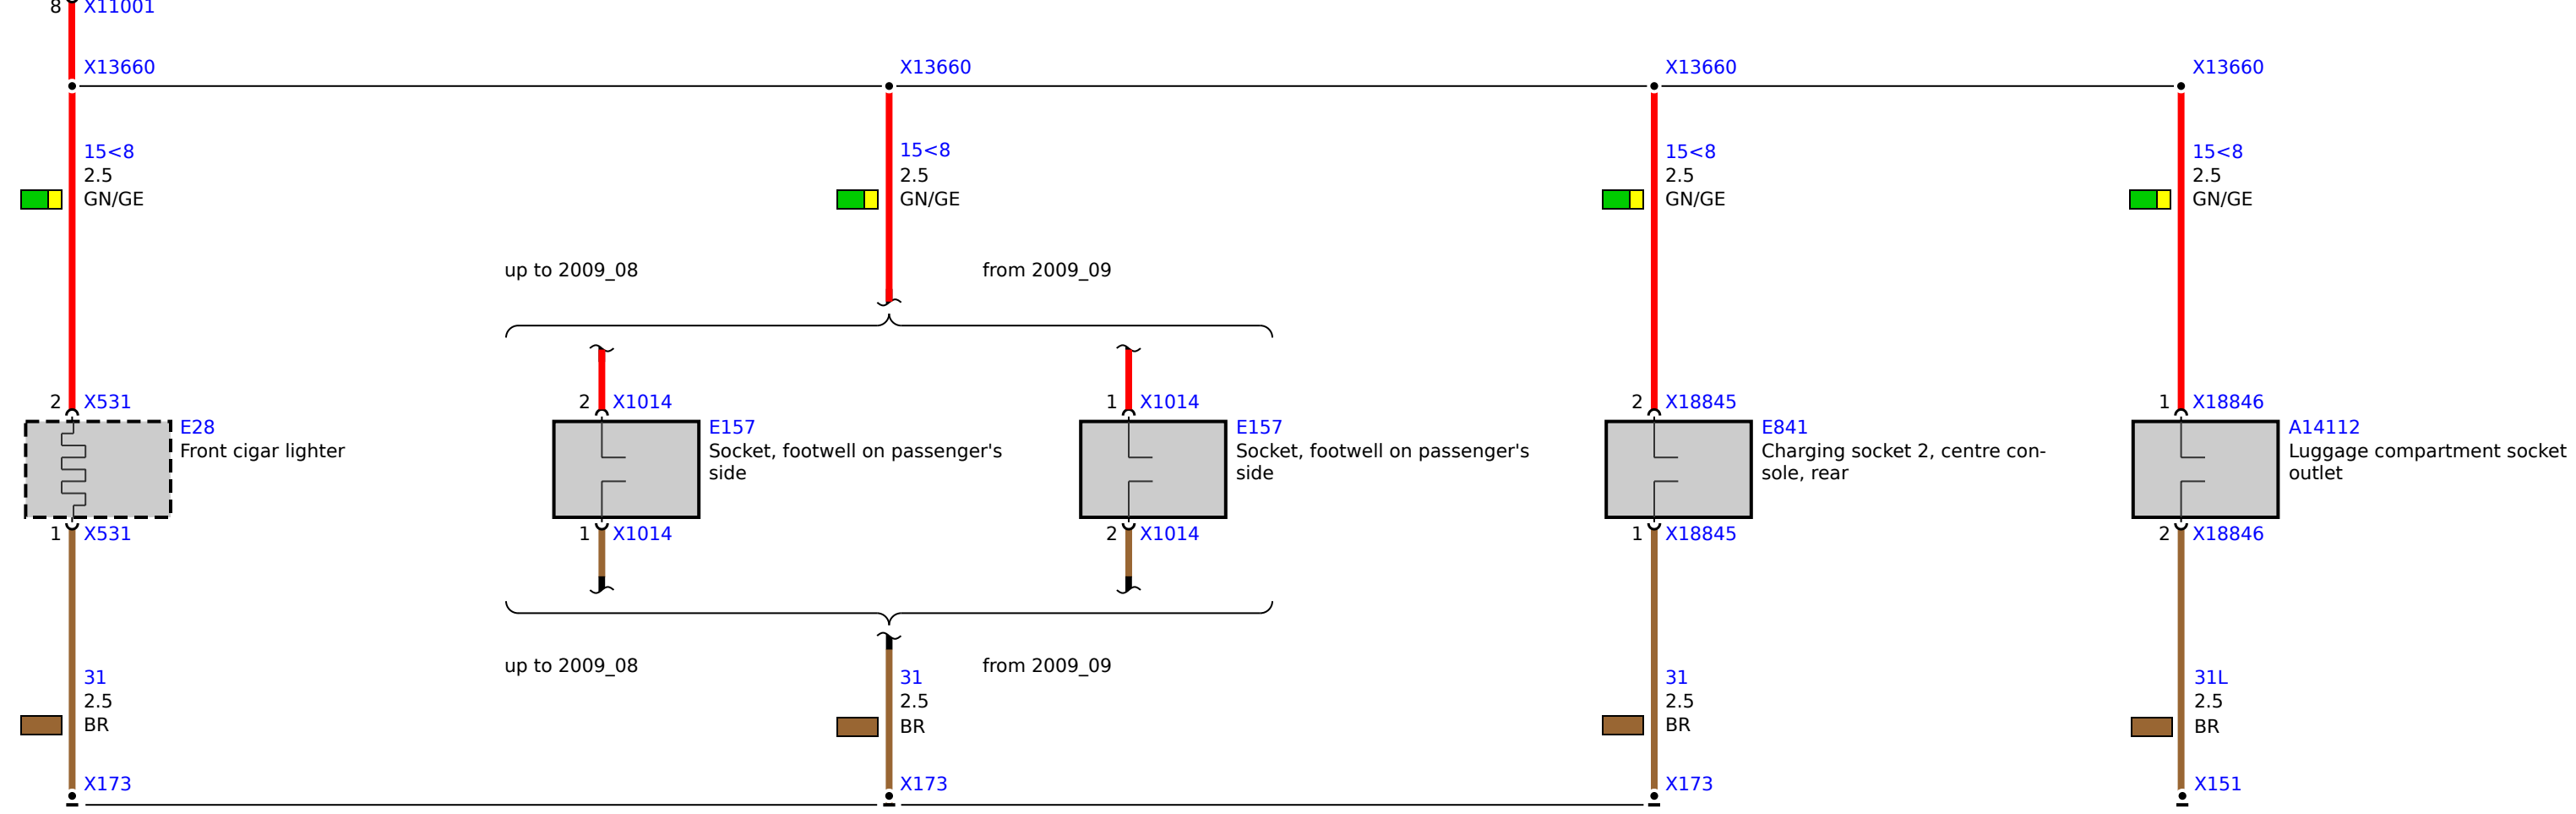 8 X11001
X13660 X13660 X13660 X13660
15<8 15<8 15<8 15<8
2.5 2.5 2.5 2.5
GN/GE GN/GE GN/GE GN/GE
up to 2009_08 from 2009_09
2 X531 2 X1014 1 X1014 2 X18845 1 X18846
E28 E157 E157 E841 A14112
Front cigar lighter Socket, footwell on passenger's Socket, footwell on passenger's Charging socket 2, centre con- Luggage compartment socket
side side sole, rear outlet
1 X531 1 X1014 2 X1014 1 X18845 2 X18846
up to 2009_08 from 2009_09
31 31 31 31L
2.5 2.5 2.5 2.5
BR BR BR BR
X173 X173 X173 X151